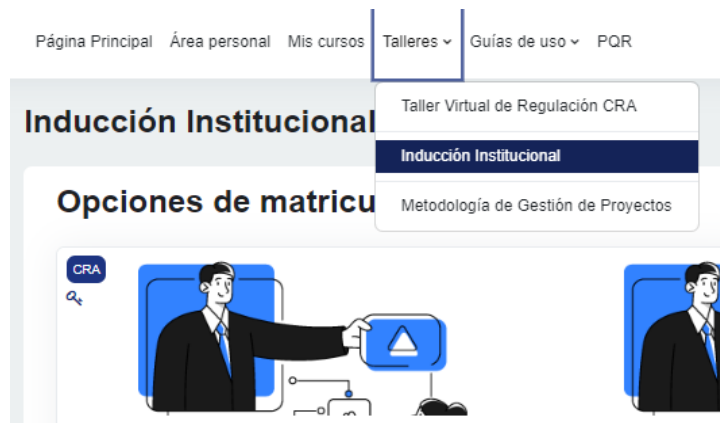 Página Principal Área personal Mis cursos Talleres Guías de uso PQR
Taller Virtual de Regulación CRA
Inducción Institucional
Inducción Institucional
Metodología de Gestión de Proyectos
Opciones de matricu
CRA